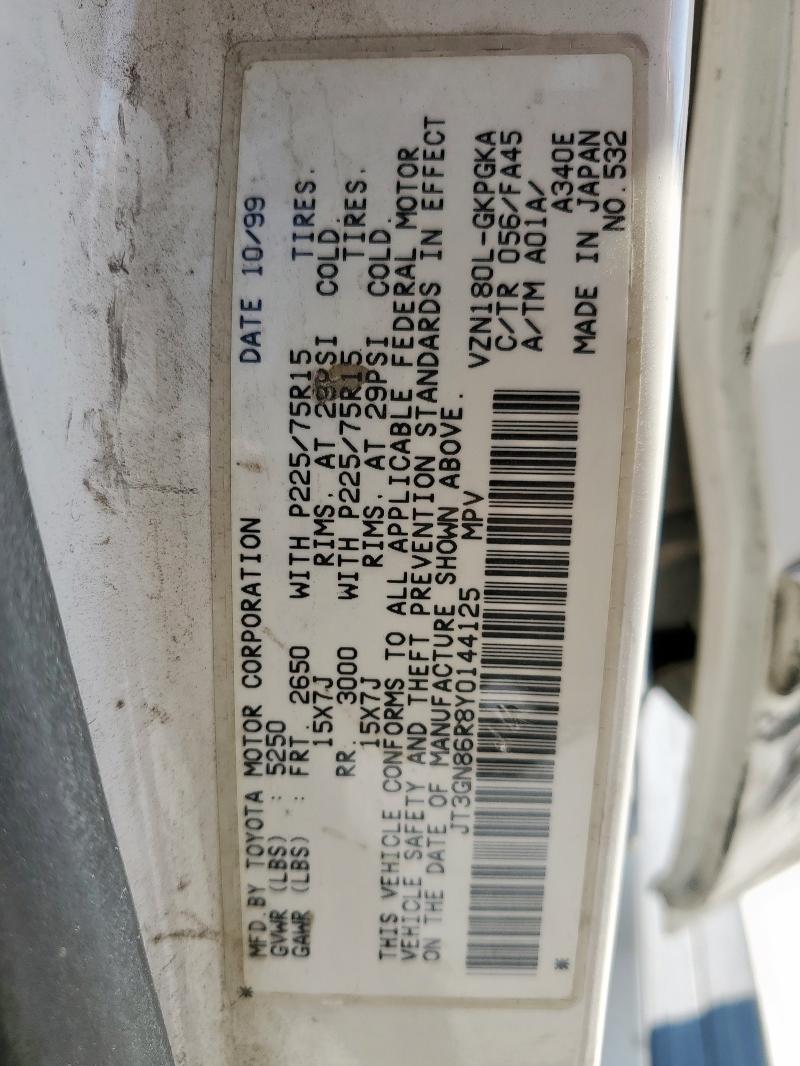 MFD. BY TOYOTA MOTOR CORPORATION DATE 10/99
GVWR (LBS) : 5250
GAWR (LBS) : FRT. 2650 WITH P225/75R15 TIRES.
15X7J RIMS. AT 29PSI COLD.
RR. 3000 WITH P225/75R15 TIRES.
15X7J RIMS. AT 29PSI COLD.
THIS VEHICLE CONFORMS TO ALL APPLICABLE FEDERAL MOTOR
VEHICLE SAFETY AND THEFT PREVENTION STANDARDS IN EFFECT
ON THE DATE OF MANUFACTURE SHOWN ABOVE.
JT3GN86R8Y0144125 MPV VZN180L-GKPGKA
C/TR 056/FA45
A/TM A01A/
A340E
MADE IN JAPAN
NO.532